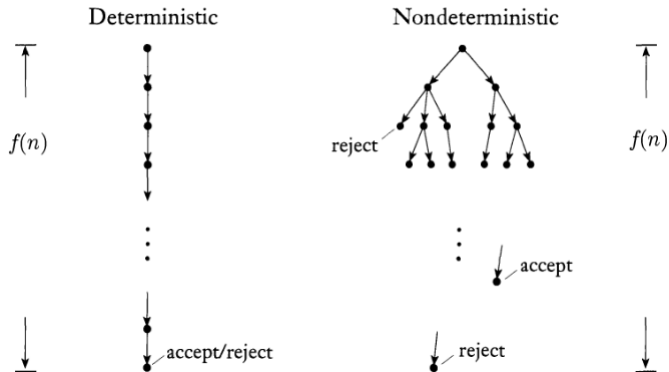 Deterministic
Nondeterministic
f(n)
reject
f(n)
accept
accept/reject
reject